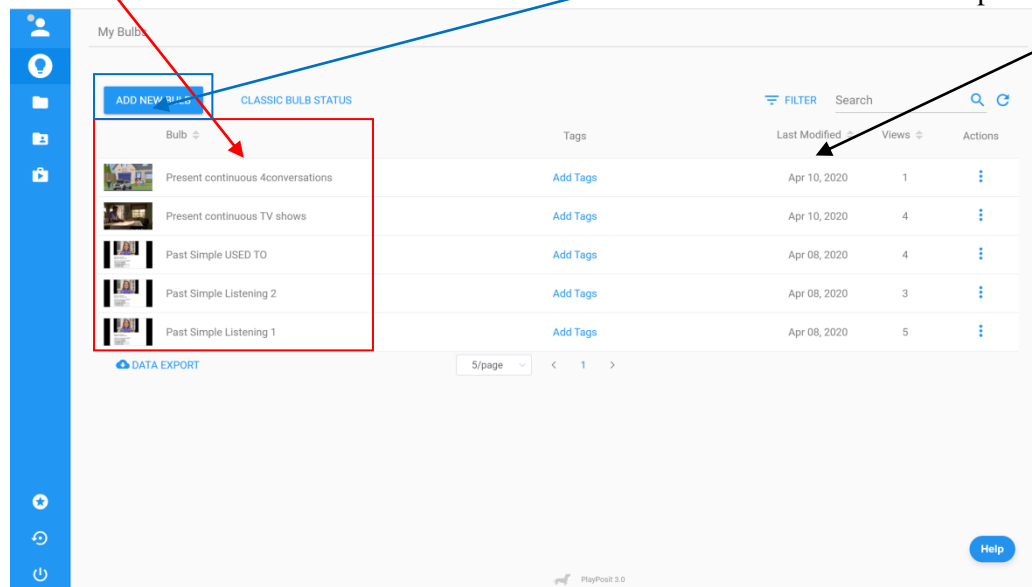 My Bulbs
ADD NEW BULB CLASSIC BULB STATUS FILTER Search
Bulb Tags Last Modified Views Actions
Present continuous 4conversations Add Tags Apr 10, 2020 1
Present continuous TV shows Add Tags Apr 10, 2020 4
Past Simple USED TO Add Tags Apr 08, 2020 4
Past Simple Listening 2 Add Tags Apr 08, 2020 3
Past Simple Listening 1 Add Tags Apr 08, 2020 5
DATA EXPORT 5/page < 1 >
Help
PlayPosit 3.0